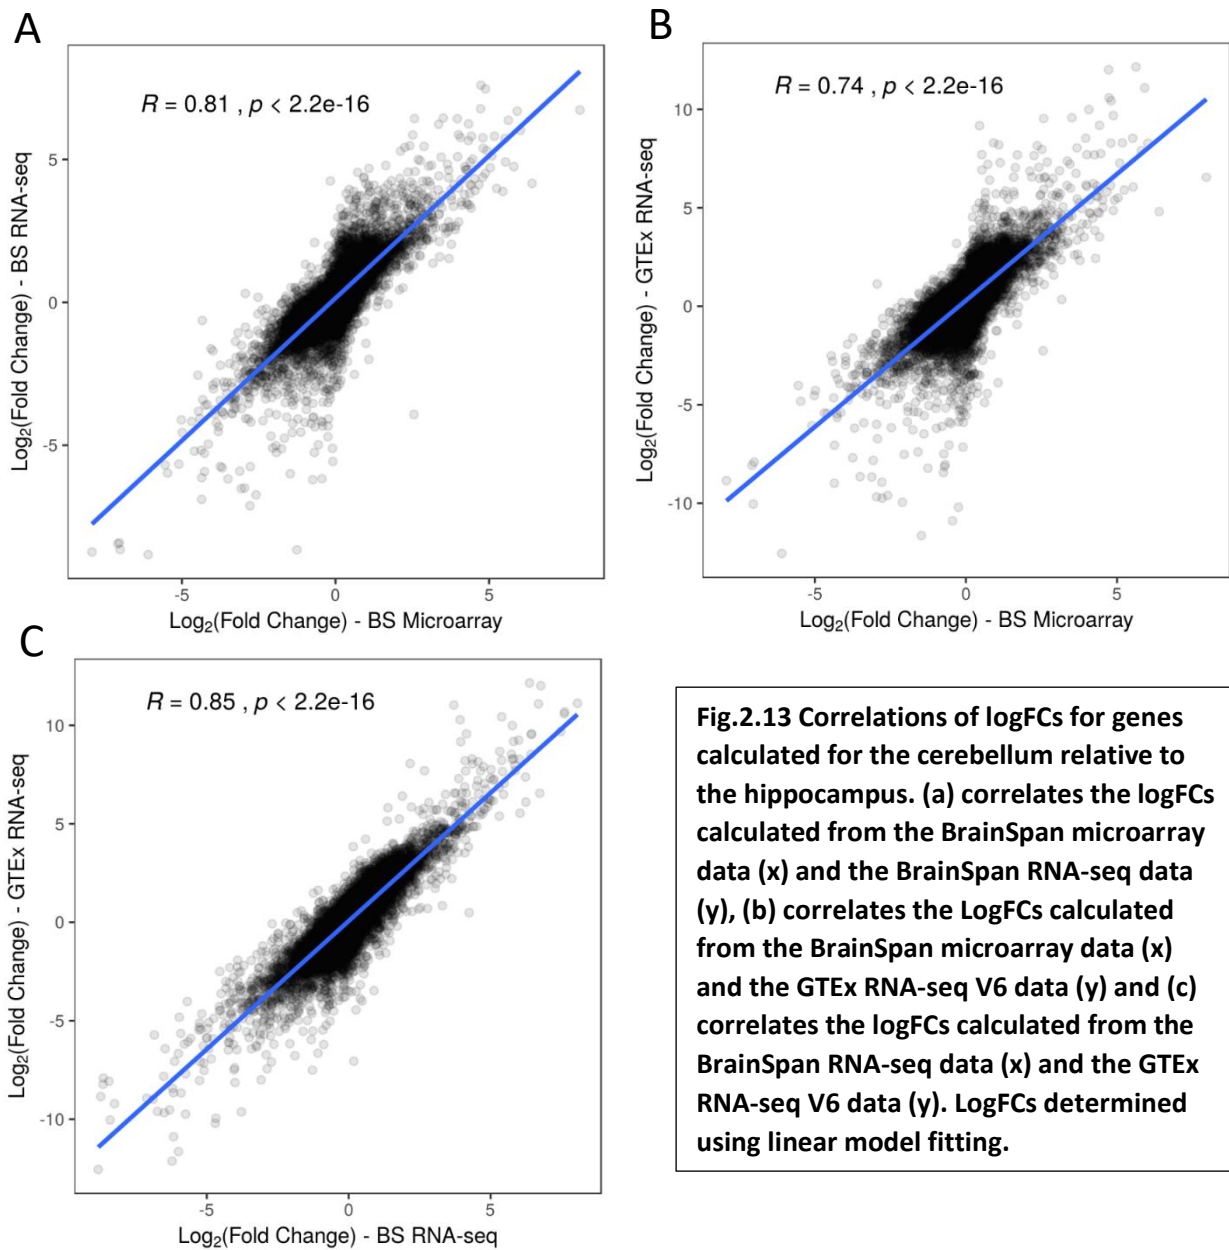 A
R = 0.81 , p < 2.2e-16
Log₂(Fold Change) - BS RNA-seq
5
0
-5
-5
0
5
Log₂(Fold Change) - BS Microarray
B
R = 0.74 , p < 2.2e-16
Log₂(Fold Change) - GTEx RNA-seq
10
5
0
-5
-10
-5
0
5
Log₂(Fold Change) - BS Microarray
C
R = 0.85 , p < 2.2e-16
Log₂(Fold Change) - GTEx RNA-seq
10
5
0
-5
-10
-5
0
5
Log₂(Fold Change) - BS RNA-seq
Fig.2.13 Correlations of logFCs for genes
calculated for the cerebellum relative to
the hippocampus. (a) correlates the logFCs
calculated from the BrainSpan microarray
data (x) and the BrainSpan RNA-seq data
(y), (b) correlates the LogFCs calculated
from the BrainSpan microarray data (x)
and the GTEx RNA-seq V6 data (y) and (c)
correlates the logFCs calculated from the
BrainSpan RNA-seq data (x) and the GTEx
RNA-seq V6 data (y). LogFCs determined
using linear model fitting.